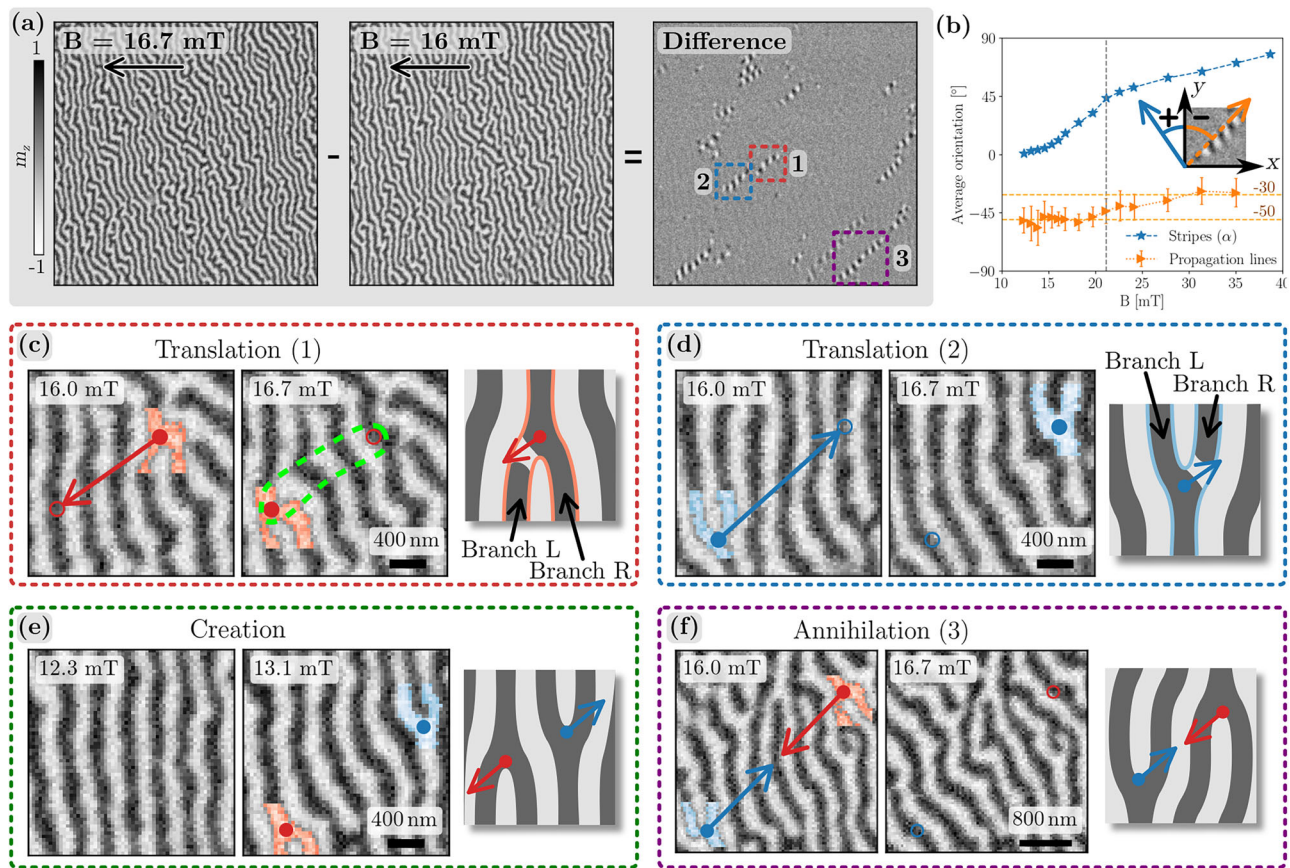 (a)
B = 16.7 mT
B = 16 mT
Difference
1
m_z
-1
-
=
1
2
3
(b)
90
45
0
−45
−90
Average orientation [°]
y
+ −
x
-30
-50
Stripes (α)
Propagation lines
10 15 20 25 30 35 40
B [mT]
(c)
Translation (1)
16.0 mT
16.7 mT
400 nm
Branch L
Branch R
(d)
Translation (2)
16.0 mT
16.7 mT
400 nm
Branch L
Branch R
(e)
Creation
12.3 mT
13.1 mT
400 nm
(f)
Annihilation (3)
16.0 mT
16.7 mT
800 nm